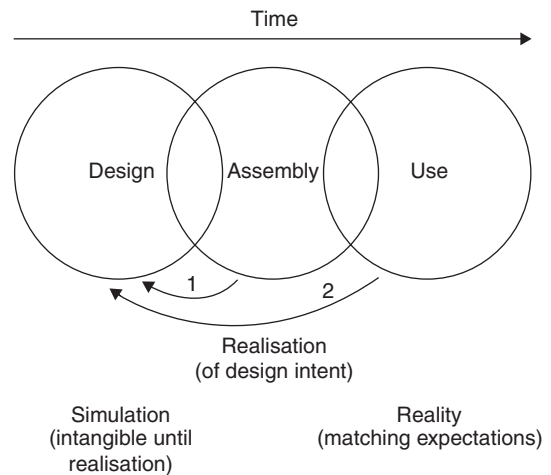 Time
Design
Assembly
Use
1
2
Realisation
(of design intent)
Simulation
(intangible until
realisation)
Reality
(matching expectations)